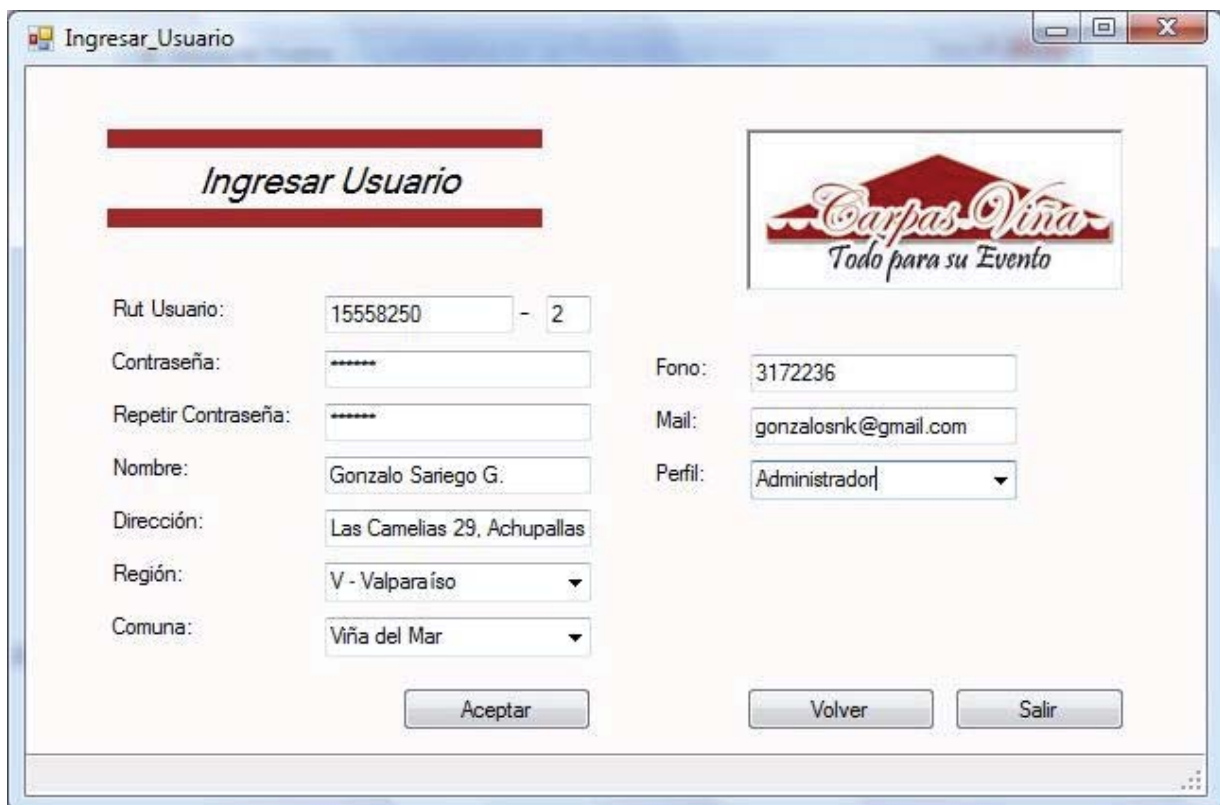 Ingresar_Usuario
Ingresar Usuario
Carpas Viña
Todo para su Evento
Rut Usuario: 15558250 - 2
Contraseña: ******
Repetir Contraseña: ******
Nombre: Gonzalo Sariego G.
Dirección: Las Camelias 29, Achupallas
Región: V - Valparaíso
Comuna: Viña del Mar
Fono: 3172236
Mail: gonzalosnk@gmail.com
Perfil: Administrador
Aceptar
Volver
Salir